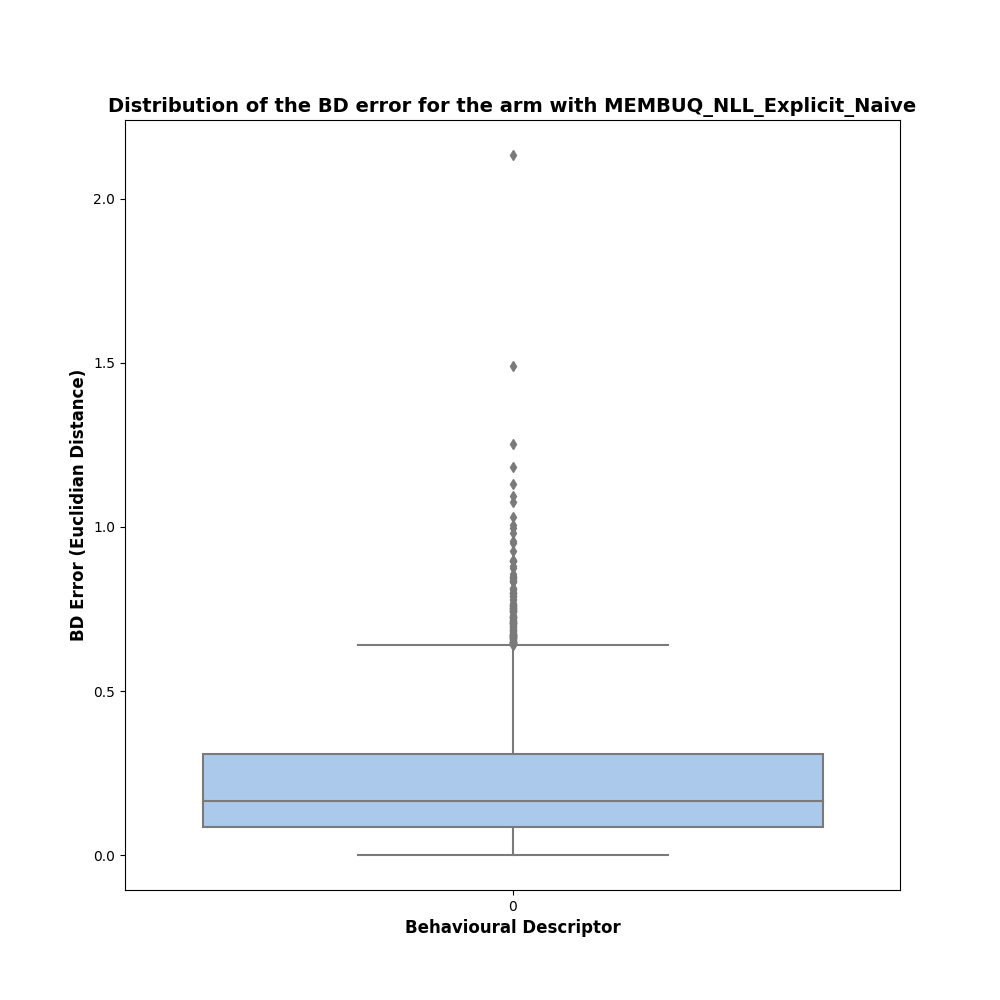 Distribution of the BD error for the arm with MEMBUQ_NLL_Explicit_Naive
2.0
1.5
1.0
0.5
0.0
BD Error (Euclidian Distance)
0
Behavioural Descriptor